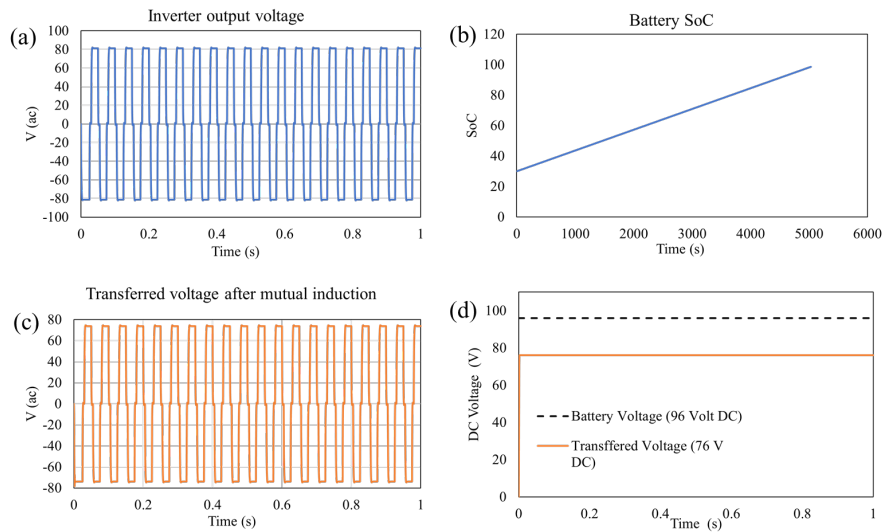 Inverter output voltage
(a)
100
80
60
40
20
0
-20
-40
-60
-80
-100
V (ac)
0 0.2 0.4 0.6 0.8 1
Time (s)
Battery SoC
(b)
120
100
80
60
40
20
0
SoC
0 1000 2000 3000 4000 5000 6000
Time (s)
Transferred voltage after mutual induction
(c)
80
60
40
20
0
-20
-40
-60
-80
V (ac)
0 0.2 0.4 0.6 0.8 1
Time (s)
(d)
100
80
60
40
20
0
DC Voltage (V)
Battery Voltage (96 Volt DC)
Transffered Voltage (76 V
DC)
0 0.2 0.4 0.6 0.8 1
Time (s)